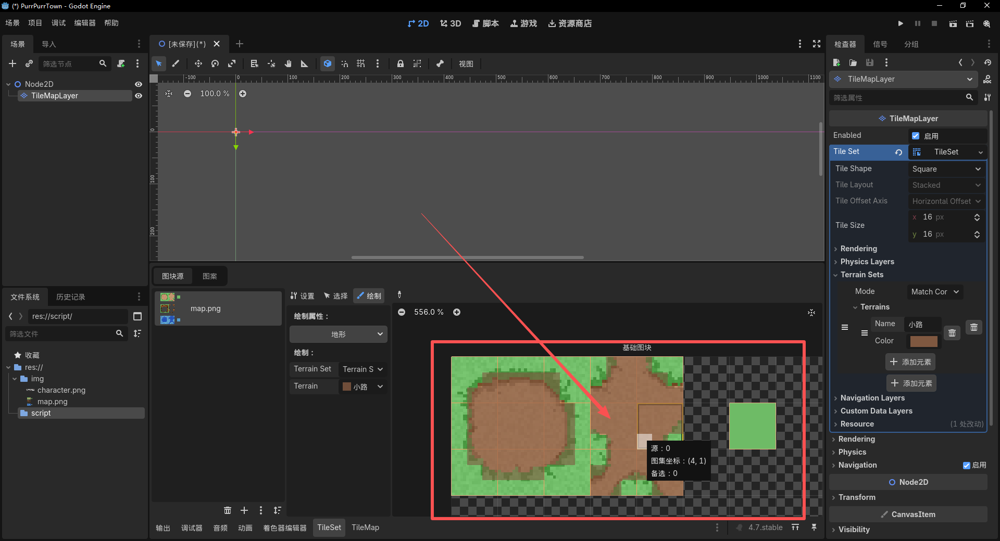 (*) PurrPurrTown - Godot Engine
场景 项目 调试 编辑器 帮助
2D 3D 脚本 游戏 资源商店
场景 导入
筛选节点
Node2D
TileMapLayer
文件系统 历史记录
res://script/
筛选文件
收藏
res://
img
character.png
map.png
script
[未保存](*)
视图
-100 0 100 200 300 400 500 600 700 800 900 1000 1100
0
100
200
100.0 %
图块源 图案
map.png
设置 选择 绘制
绘制属性：
地形
绘制：
Terrain Set Terrain S
Terrain 小路
556.0 %
基础图块
源：0
图集坐标：(4, 1)
备选：0
输出 调试器 音频 动画 着色器编辑器 TileSet TileMap
4.7.stable
检查器 信号 分组
TileMapLayer
筛选属性
TileMapLayer
Enabled 启用
Tile Set TileSet
Tile Shape Square
Tile Layout Stacked
Tile Offset Axis Horizontal Offset
Tile Size
x 16 px
y 16 px
Rendering
Physics Layers
Terrain Sets
Mode Match Cor
Terrains
Name 小路
Color
添加元素
添加元素
Navigation Layers
Custom Data Layers
Resource (1 处改动)
Rendering
Physics
Navigation 启用
Node2D
Transform
CanvasItem
Visibility